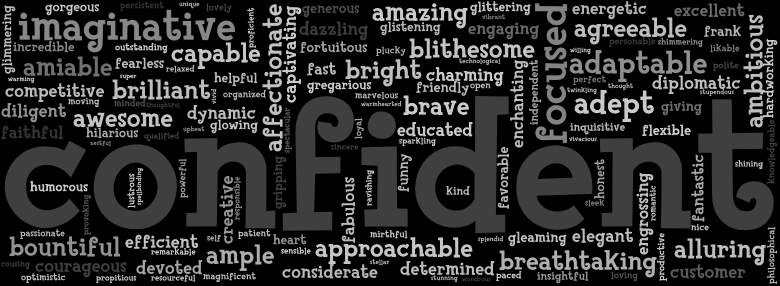 glimmering
gorgeous
persistent
unique
lovely
proficient
imaginative
incredible
outstanding
capable
amiable
fearless
relaxed
warming
super
helpful
competitive
brilliant
vivid
organized
moving
minded
thoughtful
diligent
awesome
dynamic
upbeat
glowing
faithful
hilarious
qualified
zestful
affectionate
captivating
spectacular
generous
dazzling
fortuitous
plucky
amazing
glistening
glittering
vibrant
engaging
blithesome
technological
fast
bright
charming
gregarious
friendly
open
marvelous
warmhearted
brave
loyal
educated
sparkling
sincere
enchanting
independent
focused
energetic
excellent
agreeable
frank
personable
shimmering
willing
likable
adaptable
polite
perfect
thought
diplomatic
twinkling
stupendous
adept
giving
inquisitive
flexible
vivacious
ambitious
hardworking
knowledgeable
confident
humorous
lustrous
spellbinding
powerful
provoking
creative
responsible
gripping
fabulous
ravishing
funny
Kind
favorable
sleek
honest
engrossing
romantic
fantastic
shining
nice
passionate
bountiful
efficient
remarkable
self
patient
heart
sensible
mirthful
approachable
stellar
splendid
gleaming
elegant
productive
alluring
philosophical
rousing
courageous
devoted
ample
optimistic
propitious
resourceful
magnificent
considerate
determined
stunning
wondrous
breathtaking
paced
insightful
loving
customer